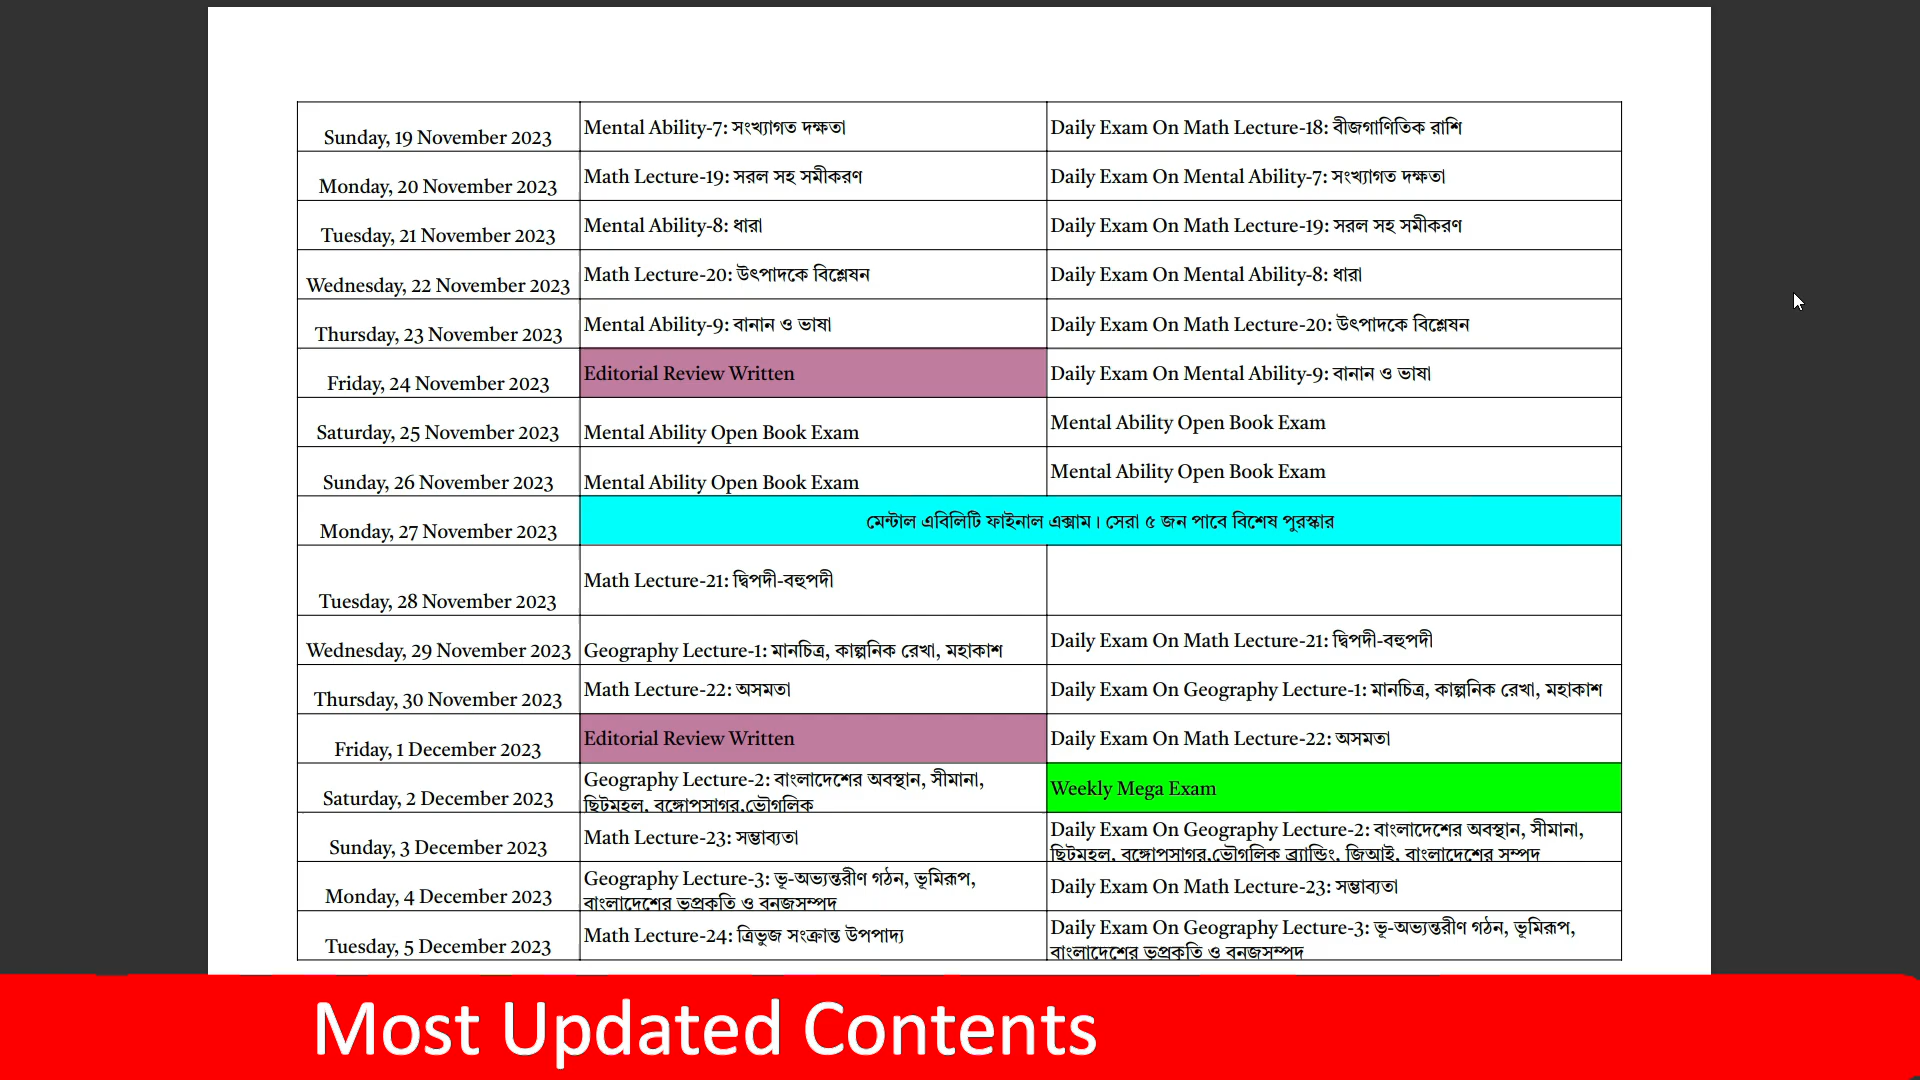 Sunday, 19 November 2023 Mental Ability-7: সংখ্যাগত দক্ষতা Daily Exam On Math Lecture-18: বীজগাণিতিক রাশি
Monday, 20 November 2023 Math Lecture-19: সরল সহ সমীকরণ Daily Exam On Mental Ability-7: সংখ্যাগত দক্ষতা
Tuesday, 21 November 2023 Mental Ability-8: ধারা Daily Exam On Math Lecture-19: সরল সহ সমীকরণ
Wednesday, 22 November 2023 Math Lecture-20: উৎপাদকে বিশ্লেষন Daily Exam On Mental Ability-8: ধারা
Thursday, 23 November 2023 Mental Ability-9: বানান ও ভাষা Daily Exam On Math Lecture-20: উৎপাদকে বিশ্লেষন
Friday, 24 November 2023 Editorial Review Written Daily Exam On Mental Ability-9: বানান ও ভাষা
Saturday, 25 November 2023 Mental Ability Open Book Exam Mental Ability Open Book Exam
Sunday, 26 November 2023 Mental Ability Open Book Exam Mental Ability Open Book Exam
Monday, 27 November 2023 মেন্টাল এবিলিটি ফাইনাল এক্সাম। সেরা ৫ জন পাবে বিশেষ পুরস্কার
Tuesday, 28 November 2023 Math Lecture-21: দ্বিপদী-বহুপদী
Wednesday, 29 November 2023 Geography Lecture-1: মানচিত্র, কাল্পনিক রেখা, মহাকাশ Daily Exam On Math Lecture-21: দ্বিপদী-বহুপদী
Thursday, 30 November 2023 Math Lecture-22: অসমতা Daily Exam On Geography Lecture-1: মানচিত্র, কাল্পনিক রেখা, মহাকাশ
Friday, 1 December 2023 Editorial Review Written Daily Exam On Math Lecture-22: অসমতা
Saturday, 2 December 2023 Geography Lecture-2: বাংলাদেশের অবস্থান, সীমানা,
ছিটমহল, বঙ্গোপসাগর,ভৌগলিক
Weekly Mega Exam
Sunday, 3 December 2023 Math Lecture-23: সম্ভাব্যতা Daily Exam On Geography Lecture-2: বাংলাদেশের অবস্থান, সীমানা,
ছিটমহল, বঙ্গোপসাগর,ভৌগলিক ব্র্যান্ডিং, জিআই, বাংলাদেশের সম্পদ
Monday, 4 December 2023 Geography Lecture-3: ভূ-অভ্যন্তরীণ গঠন, ভূমিরূপ,
বাংলাদেশের ভূপ্রকৃতি ও বনজসম্পদ
Daily Exam On Math Lecture-23: সম্ভাব্যতা
Tuesday, 5 December 2023 Math Lecture-24: ত্রিভুজ সংক্রান্ত উপপাদ্য Daily Exam On Geography Lecture-3: ভূ-অভ্যন্তরীণ গঠন, ভূমিরূপ,
বাংলাদেশের ভূপ্রকৃতি ও বনজসম্পদ
Most Updated Contents